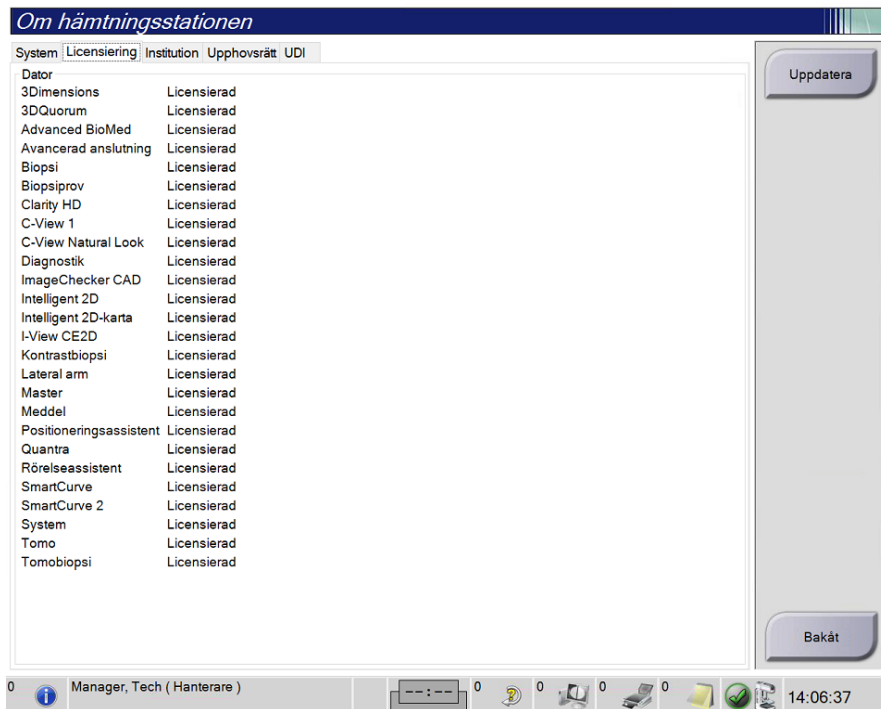 Om hämtningsstationen
System Licensiering Institution Upphovsrätt UDI
Uppdatera
Dator
3Dimensions Licensierad
3DQuorum Licensierad
Advanced BioMed Licensierad
Avancerad anslutning Licensierad
Biopsi Licensierad
Biopsiprov Licensierad
Clarity HD Licensierad
C-View 1 Licensierad
C-View Natural Look Licensierad
Diagnostik Licensierad
ImageChecker CAD Licensierad
Intelligent 2D Licensierad
Intelligent 2D-karta Licensierad
I-View CE2D Licensierad
Kontrastbiopsi Licensierad
Lateral arm Licensierad
Master Licensierad
Meddel Licensierad
Positioneringsassistent Licensierad
Quantra Licensierad
Rörelseassistent Licensierad
SmartCurve Licensierad
SmartCurve 2 Licensierad
System Licensierad
Tomo Licensierad
Tomobiopsi Licensierad
Bakåt
0 Manager, Tech ( Hanterare ) --:-- 0 0 0 0 14:06:37